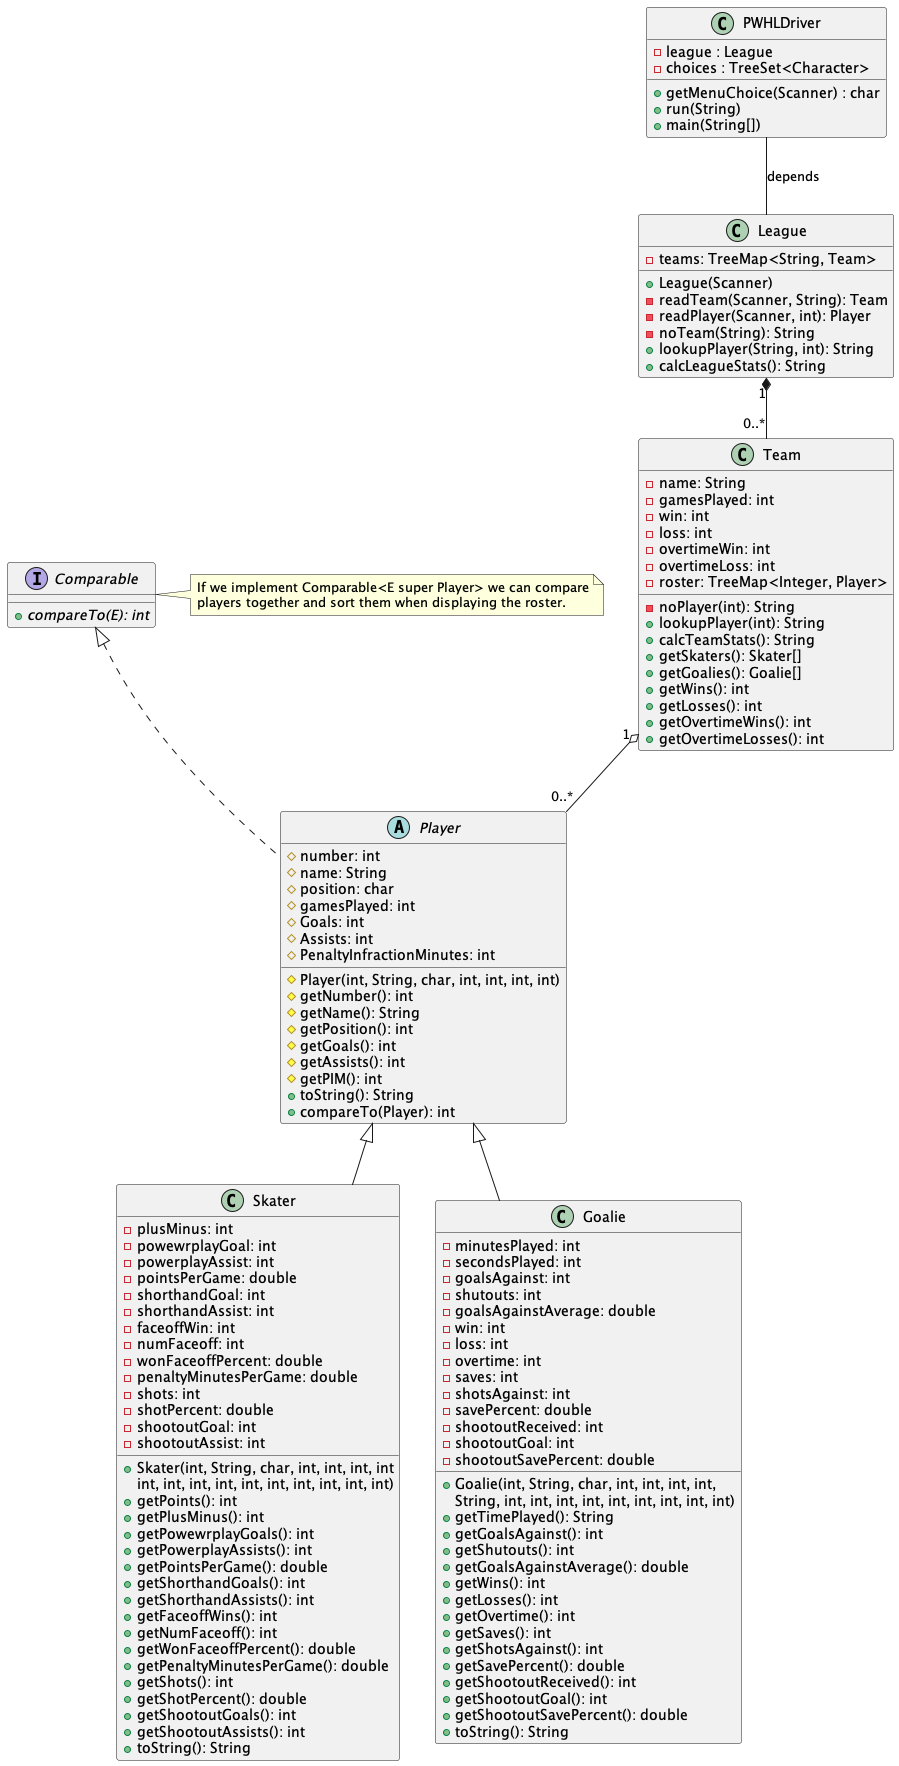 C PWHLDriver
league : League
choices : TreeSet<Character>
getMenuChoice(Scanner) : char
run(String)
main(String[])
depends
C League
teams: TreeMap<String, Team>
League(Scanner)
readTeam(Scanner, String): Team
readPlayer(Scanner, int): Player
noTeam(String): String
lookupPlayer(String, int): String
calcLeagueStats(): String
1
0..*
C Team
name: String
gamesPlayed: int
win: int
loss: int
overtimeWin: int
overtimeLoss: int
roster: TreeMap<Integer, Player>
noPlayer(int): String
lookupPlayer(int): String
calcTeamStats(): String
getSkaters(): Skater[]
getGoalies(): Goalie[]
getWins(): int
getLosses(): int
getOvertimeWins(): int
getOvertimeLosses(): int
I Comparable
compareTo(E): int
If we implement Comparable<E super Player> we can compare
players together and sort them when displaying the roster.
1
0..*
A Player
number: int
name: String
position: char
gamesPlayed: int
Goals: int
Assists: int
PenaltyInfractionMinutes: int
Player(int, String, char, int, int, int, int)
getNumber(): int
getName(): String
getPosition(): int
getGoals(): int
getAssists(): int
getPIM(): int
toString(): String
compareTo(Player): int
C Skater
plusMinus: int
powewrplayGoal: int
powerplayAssist: int
pointsPerGame: double
shorthandGoal: int
shorthandAssist: int
faceoffWin: int
numFaceoff: int
wonFaceoffPercent: double
penaltyMinutesPerGame: double
shots: int
shotPercent: double
shootoutGoal: int
shootoutAssist: int
Skater(int, String, char, int, int, int, int
int, int, int, int, int, int, int, int, int, int)
getPoints(): int
getPlusMinus(): int
getPowewrplayGoals(): int
getPowerplayAssists(): int
getPointsPerGame(): double
getShorthandGoals(): int
getShorthandAssists(): int
getFaceoffWins(): int
getNumFaceoff(): int
getWonFaceoffPercent(): double
getPenaltyMinutesPerGame(): double
getShots(): int
getShotPercent(): double
getShootoutGoals(): int
getShootoutAssists(): int
toString(): String
C Goalie
minutesPlayed: int
secondsPlayed: int
goalsAgainst: int
shutouts: int
goalsAgainstAverage: double
win: int
loss: int
overtime: int
saves: int
shotsAgainst: int
savePercent: double
shootoutReceived: int
shootoutGoal: int
shootoutSavePercent: double
Goalie(int, String, char, int, int, int, int,
String, int, int, int, int, int, int, int, int, int)
getTimePlayed(): String
getGoalsAgainst(): int
getShutouts(): int
getGoalsAgainstAverage(): double
getWins(): int
getLosses(): int
getOvertime(): int
getSaves(): int
getShotsAgainst(): int
getSavePercent(): double
getShootoutReceived(): int
getShootoutGoal(): int
getShootoutSavePercent(): double
toString(): String